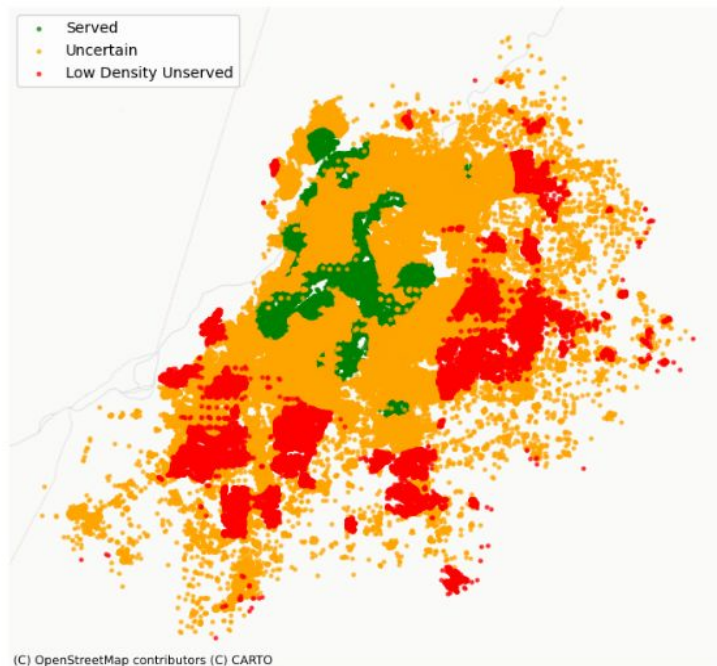 Served
Uncertain
Low Density Unserved
(C) OpenStreetMap contributors (C) CARTO